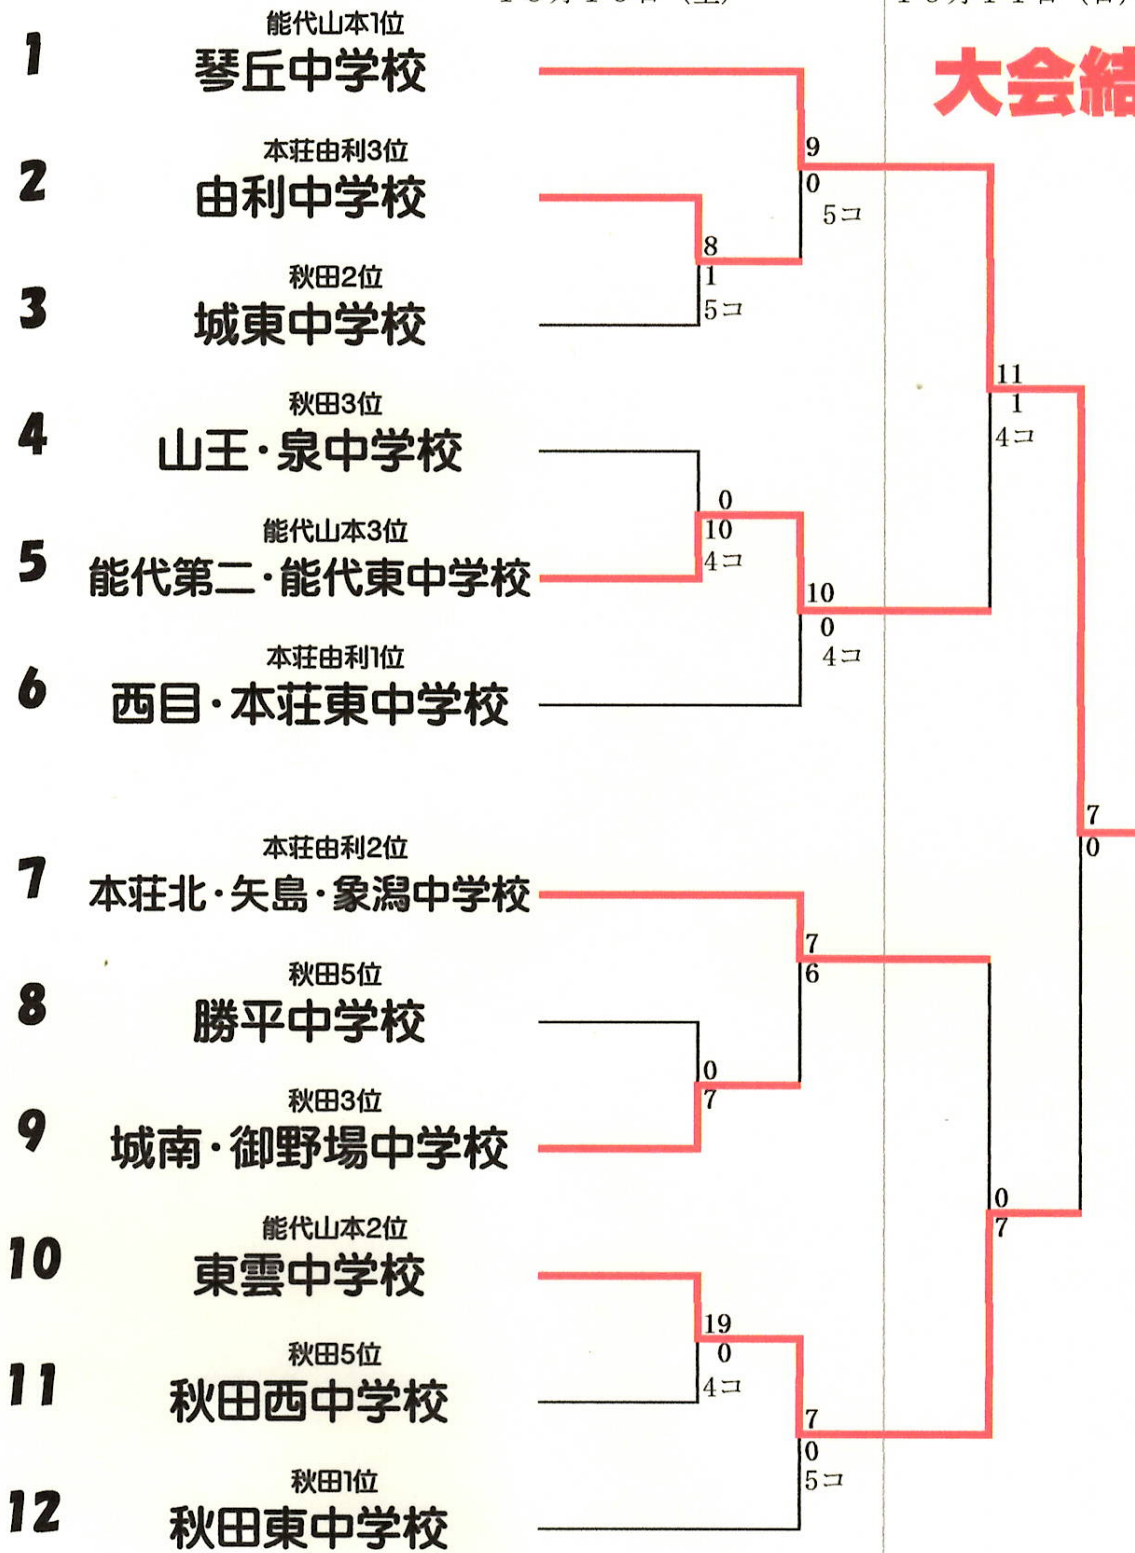 大会結
1
能代山本1位
琴丘中学校
9
0
5コ
2
本荘由利3位
由利中学校
8
1
5コ
3
秋田2位
城東中学校
11
1
4コ
4
秋田3位
山王・泉中学校
0
10
4コ
5
能代山本3位
能代第二・能代東中学校
10
0
4コ
6
本荘由利1位
西目・本荘東中学校
7
0
7
本荘由利2位
本荘北・矢島・象潟中学校
7
6
8
秋田5位
勝平中学校
0
7
9
秋田3位
城南・御野場中学校
0
7
10
能代山本2位
東雲中学校
19
0
4コ
11
秋田5位
秋田西中学校
7
0
5コ
12
秋田1位
秋田東中学校